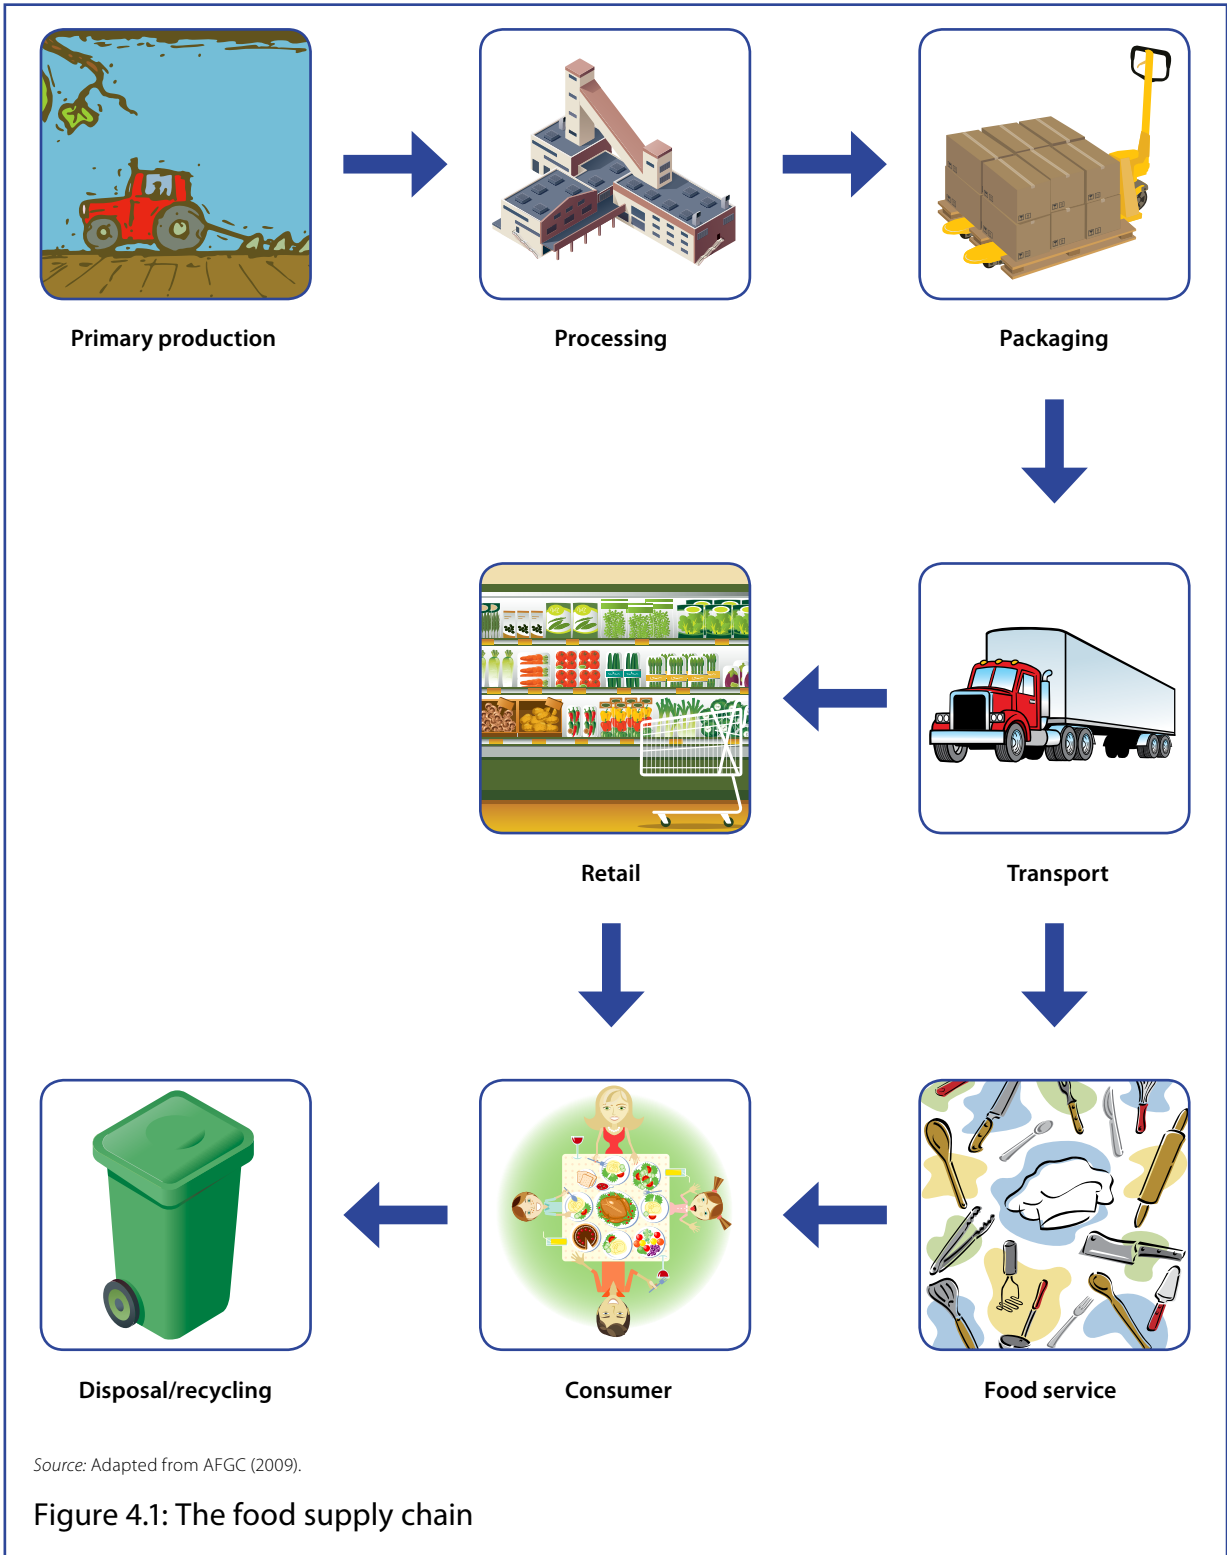 Primary production
Processing
Packaging
Retail
Transport
Disposal/recycling
Consumer
Food service
Source: Adapted from AFGC (2009).
Figure 4.1: The food supply chain